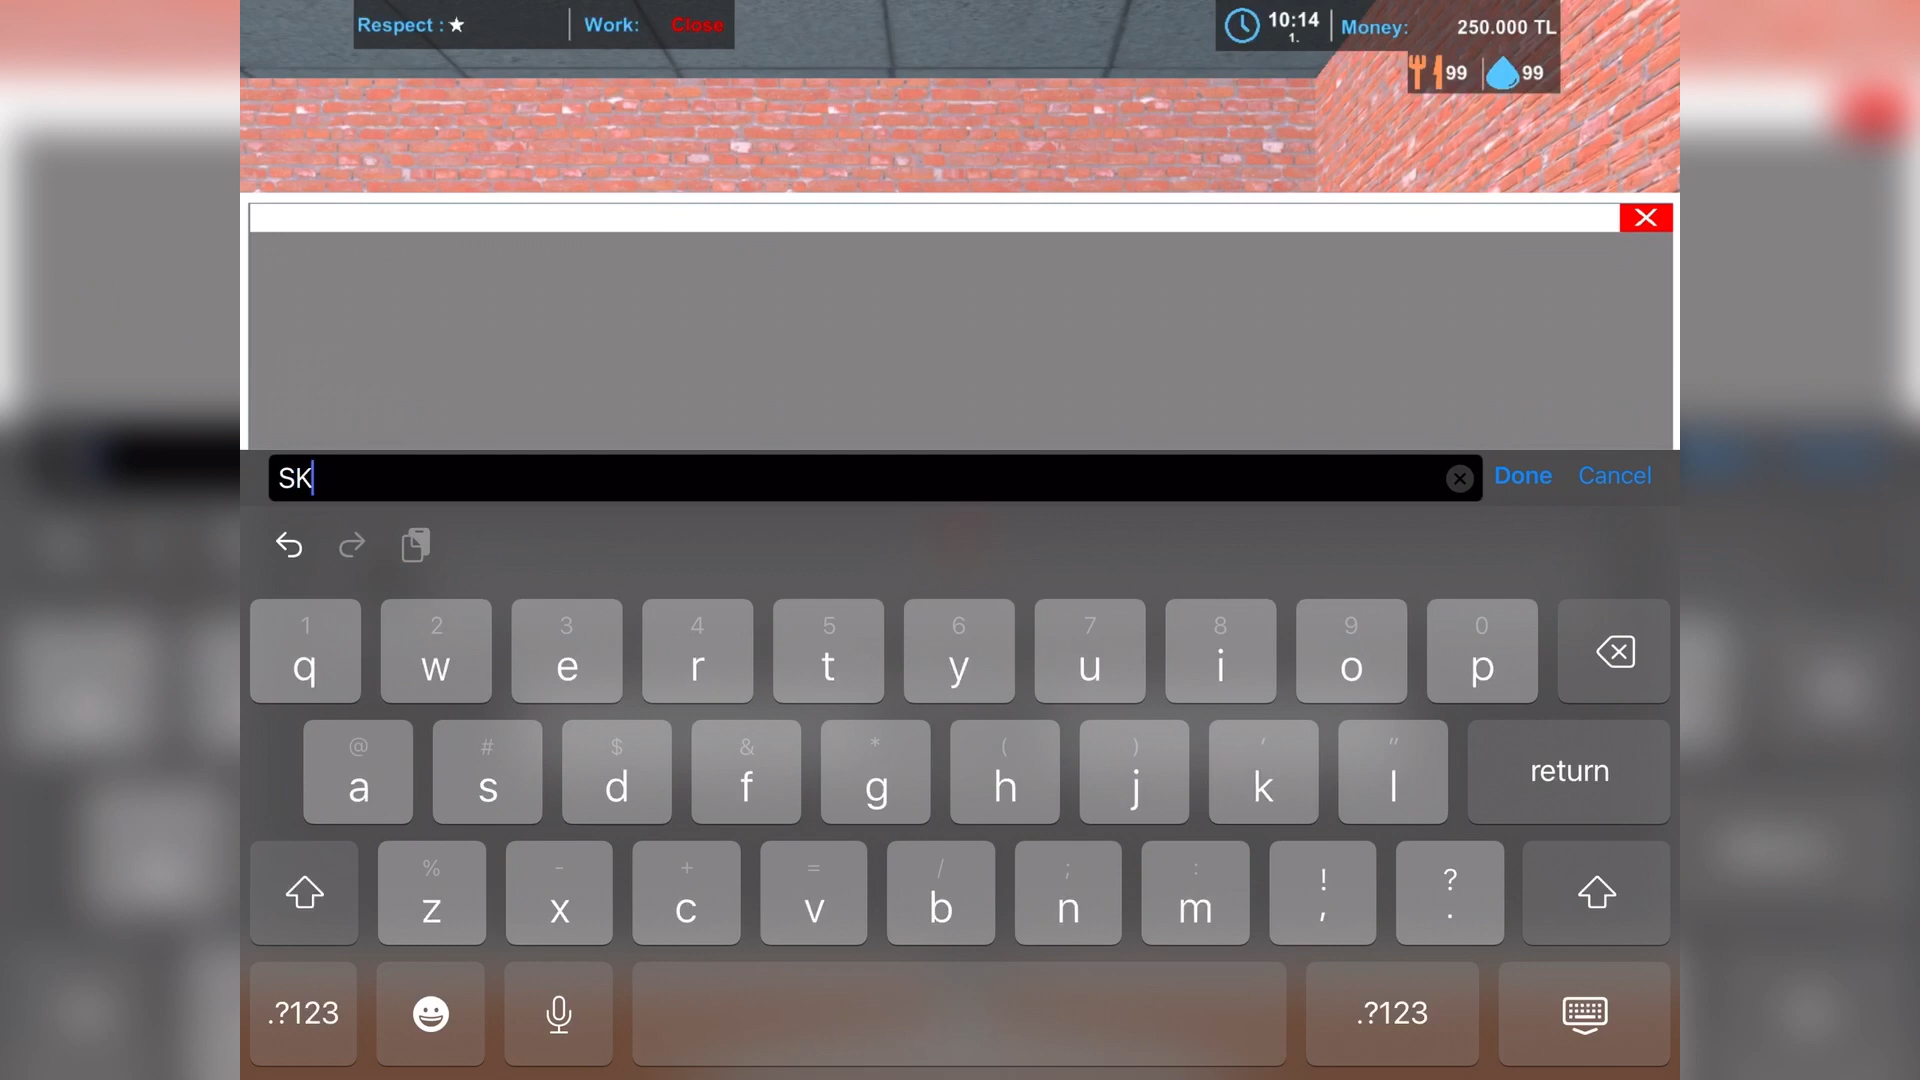 Respect : ★ Work: Close 10:14 Money: 250.000 TL
1.
99 99
X
SK Done Cancel
1 2 3 4 5 6 7 8 9 0
q w e r t y u i o p
@ # $ & * ( ) ' "
a s d f g h j k l return
% - + = / ; : ! ?
z x c v b n m , .
.?123 .?123